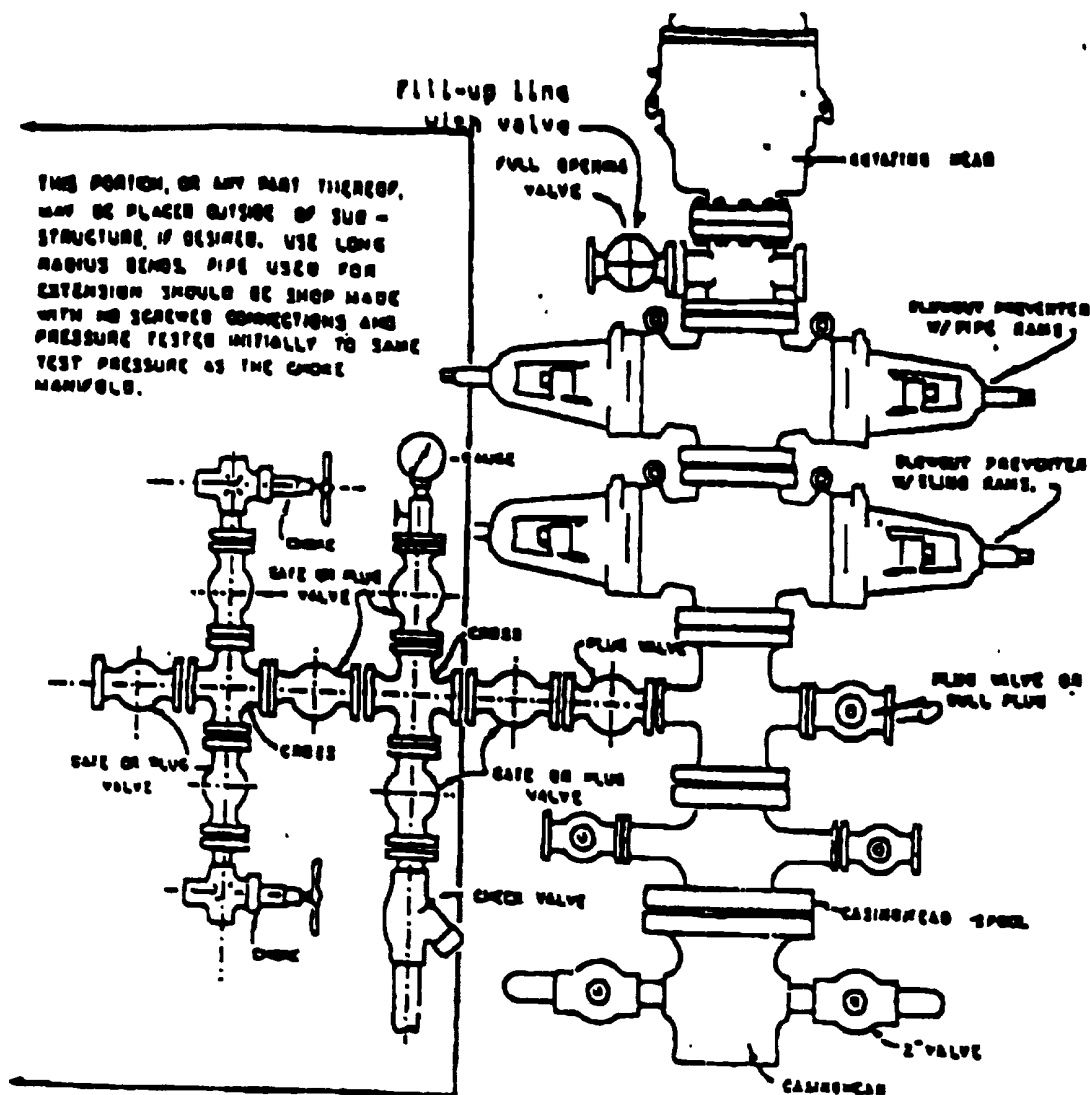 Fill-up line
with valve
FULL OPENING
VALVE
ROTATING HEAD
THIS PORTION, OR ANY PART THEREOF,
MAY BE PLACED OUTSIDE OF SUB-
STRUCTURE, IF DESIRED. USE LONG
RADIUS BENDS. PIPE USED FOR
EXTENSION SHOULD BE SHOP MADE
WITH NO SCREWED CONNECTIONS AND
PRESSURE TESTED INITIALLY TO SAME
TEST PRESSURE AS THE CHOKE
MANIFOLD.
BLOWOUT PREVENTER
W/PIPE RAMS.
BLOWOUT PREVENTER
W/BLIND RAMS.
GAUGE
CHOKE
GATE OR PLUG
VALVE
CROSS
PLUG VALVE
PLUG VALVE OR
BULL PLUG
GATE OR PLUG
VALVE
CROSS
GATE OR PLUG
VALVE
CHECK VALVE
CASINGHEAD SPOOL
CHOKE
2" VALVE
CASINGHEAD